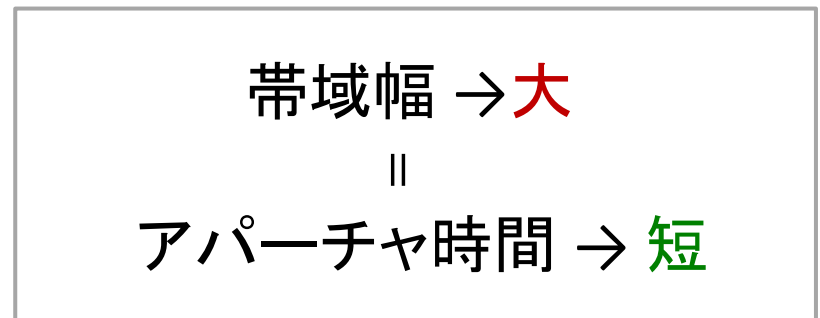 帯域幅 →大
=
アパーチャ時間 → 短